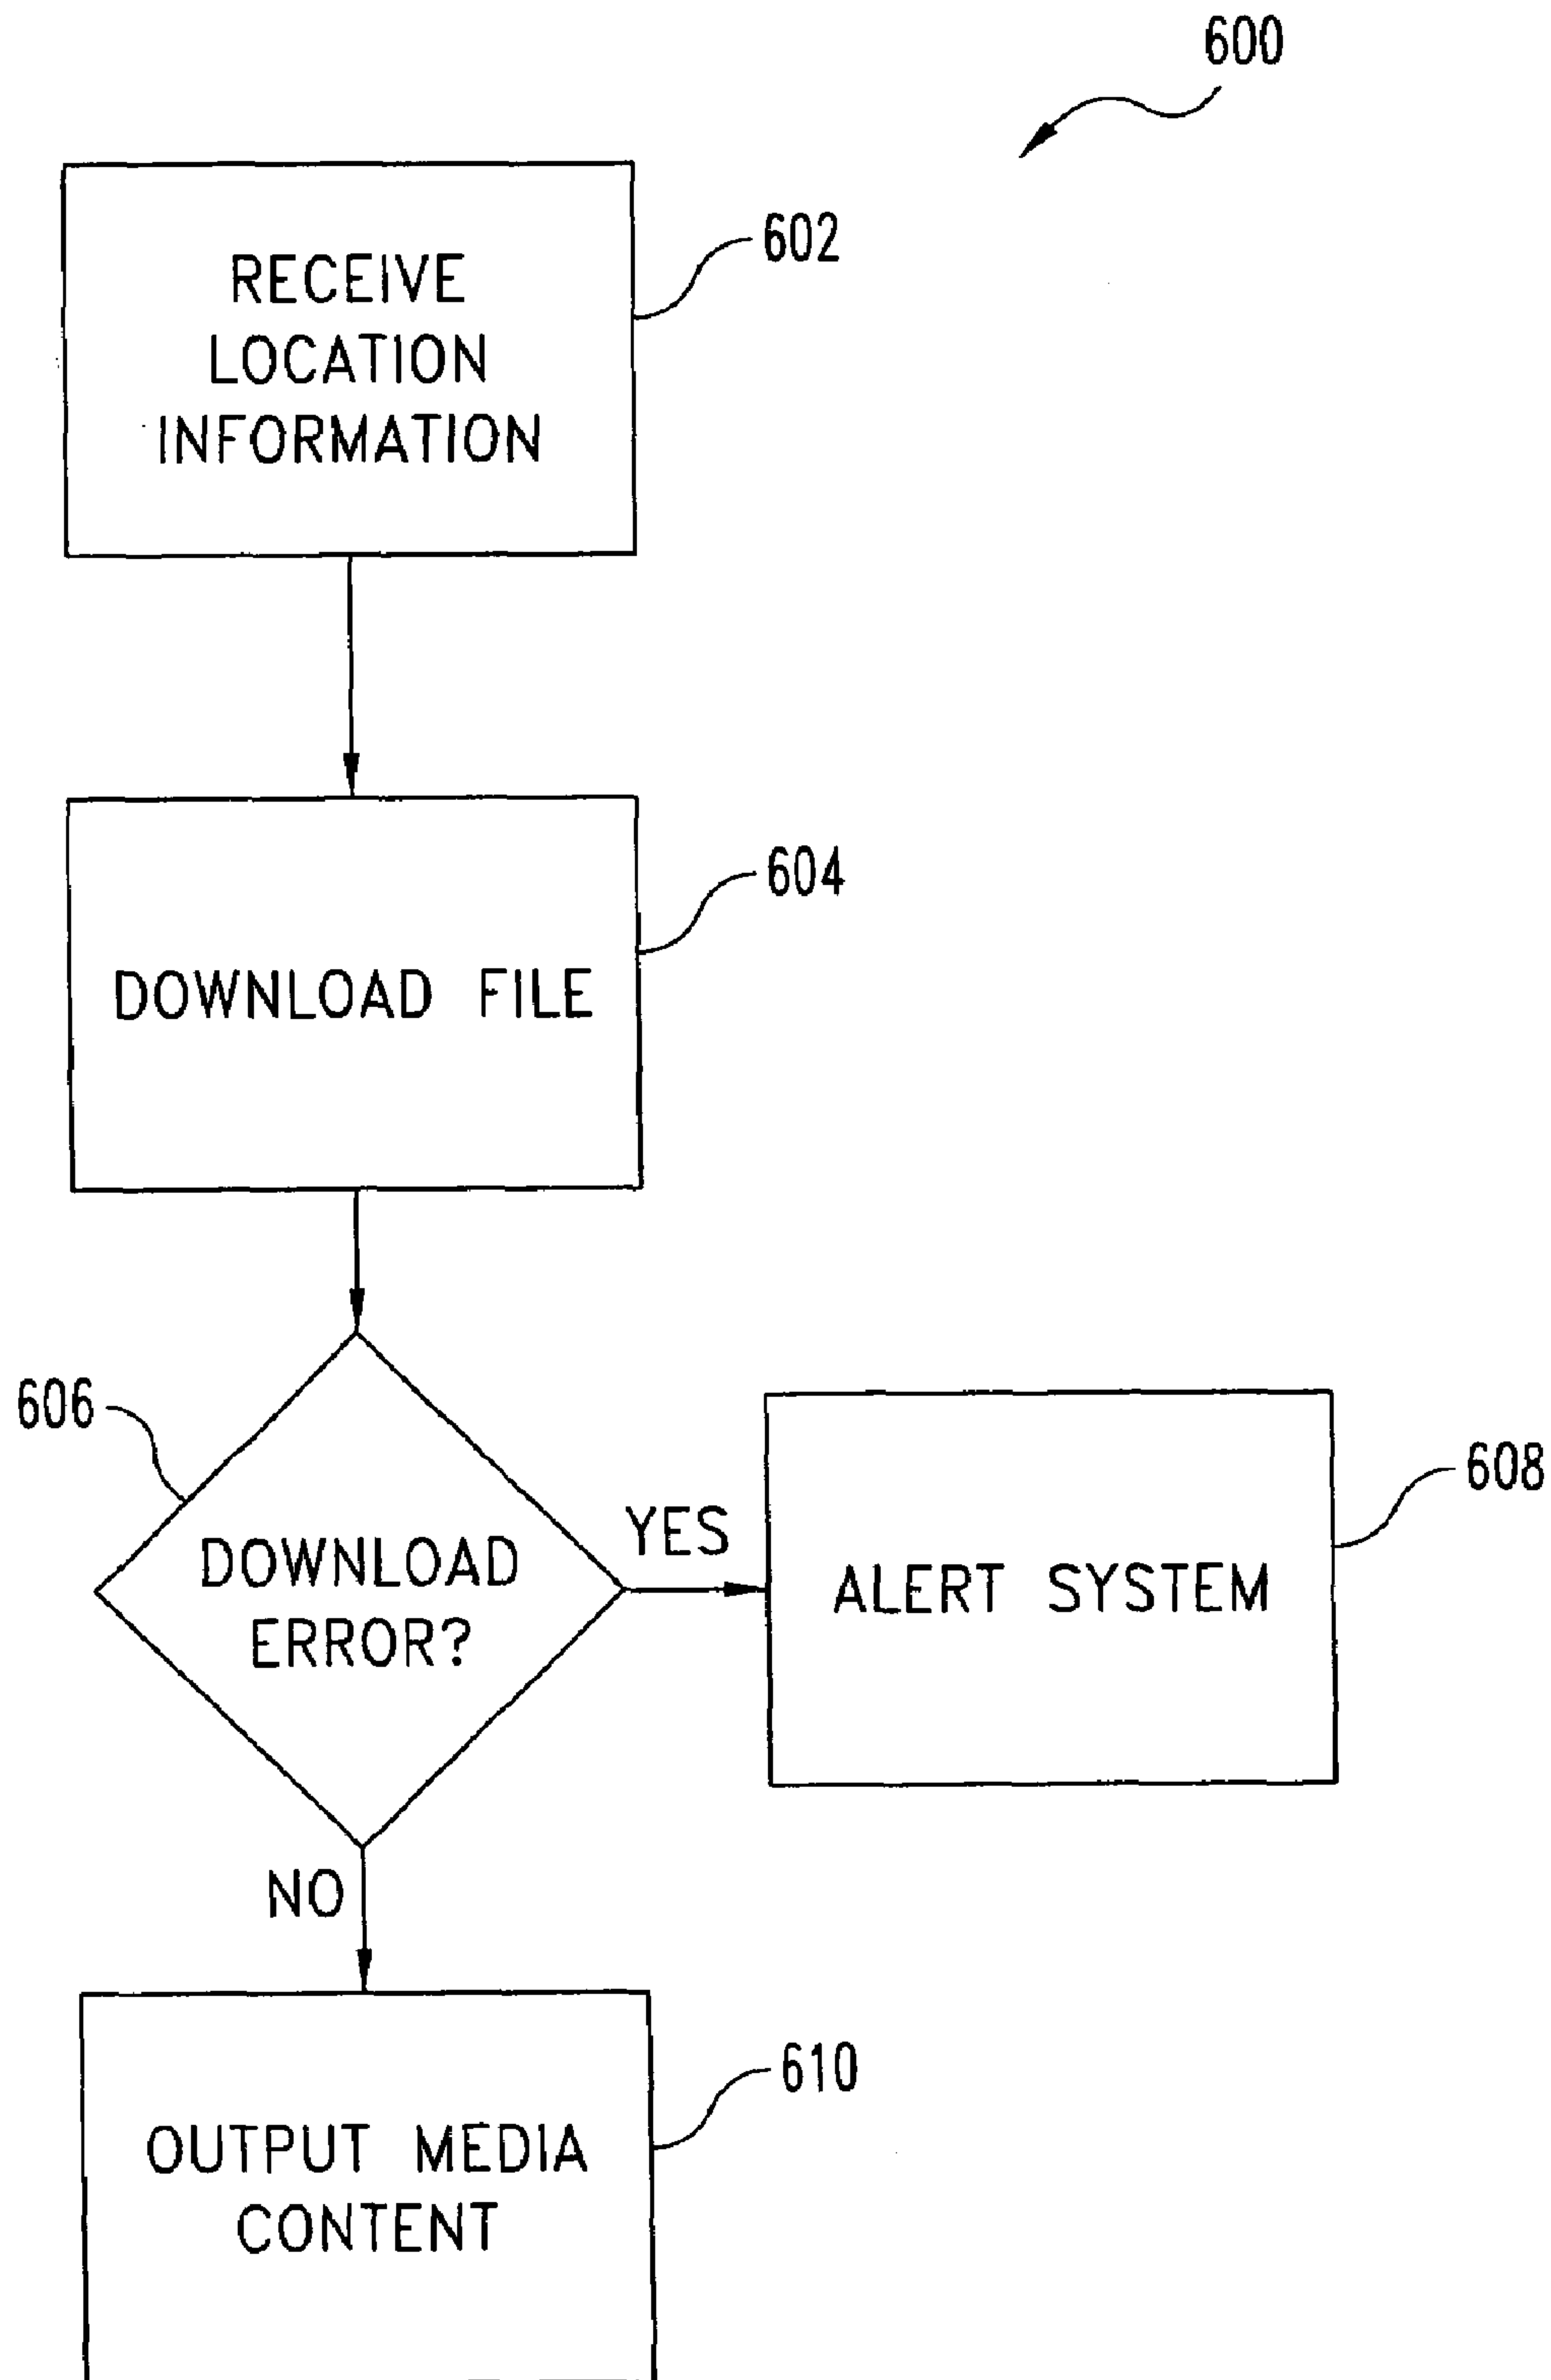 600
RECEIVE
LOCATION
INFORMATION
602
DOWNLOAD FILE
604
606
DOWNLOAD
ERROR?
YES
ALERT SYSTEM
608
NO
OUTPUT MEDIA
CONTENT
610